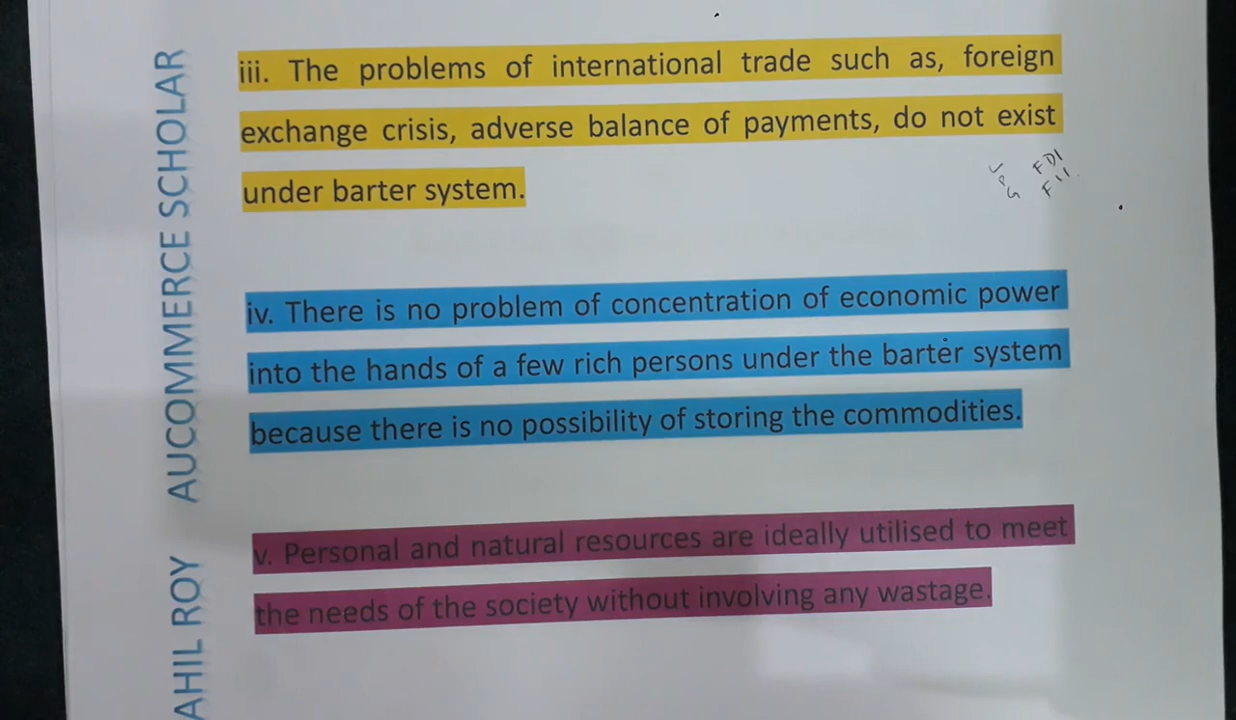 iii. The problems of international trade such as, foreign
exchange crisis, adverse balance of payments, do not exist
under barter system.
FDI
FII
iv. There is no problem of concentration of economic power
into the hands of a few rich persons under the barter system
because there is no possibility of storing the commodities.
v. Personal and natural resources are ideally utilised to meet
the needs of the society without involving any wastage.
AHIL ROY AUCOMMERCE SCHOLAR